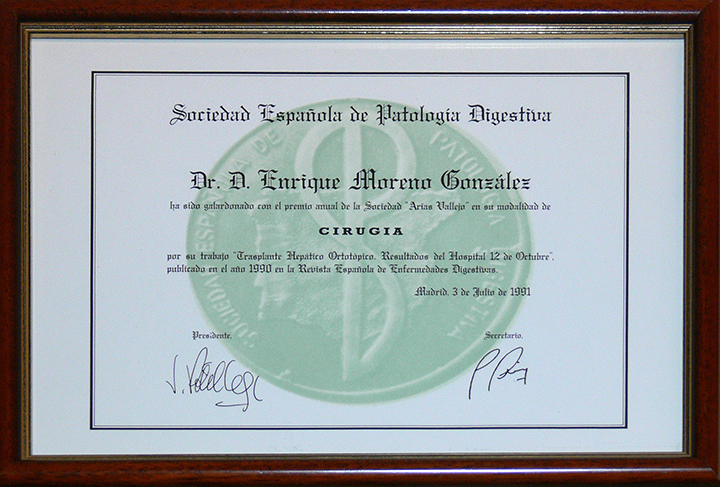 Sociedad Española de Patología Digestiva
Dr. D. Enrique Moreno González
ha sido galardonado con el premio anual de la Sociedad "Arias Vallejo" en su modalidad de
CIRUGIA
por su trabajo "Trasplante Hepático Ortotópico. Resultados del Hospital 12 de Octubre",
publicado en el año 1990 en la Revista Española de Enfermedades Digestivas.
Madrid, 3 de Julio de 1991
Presidente,
Secretario,